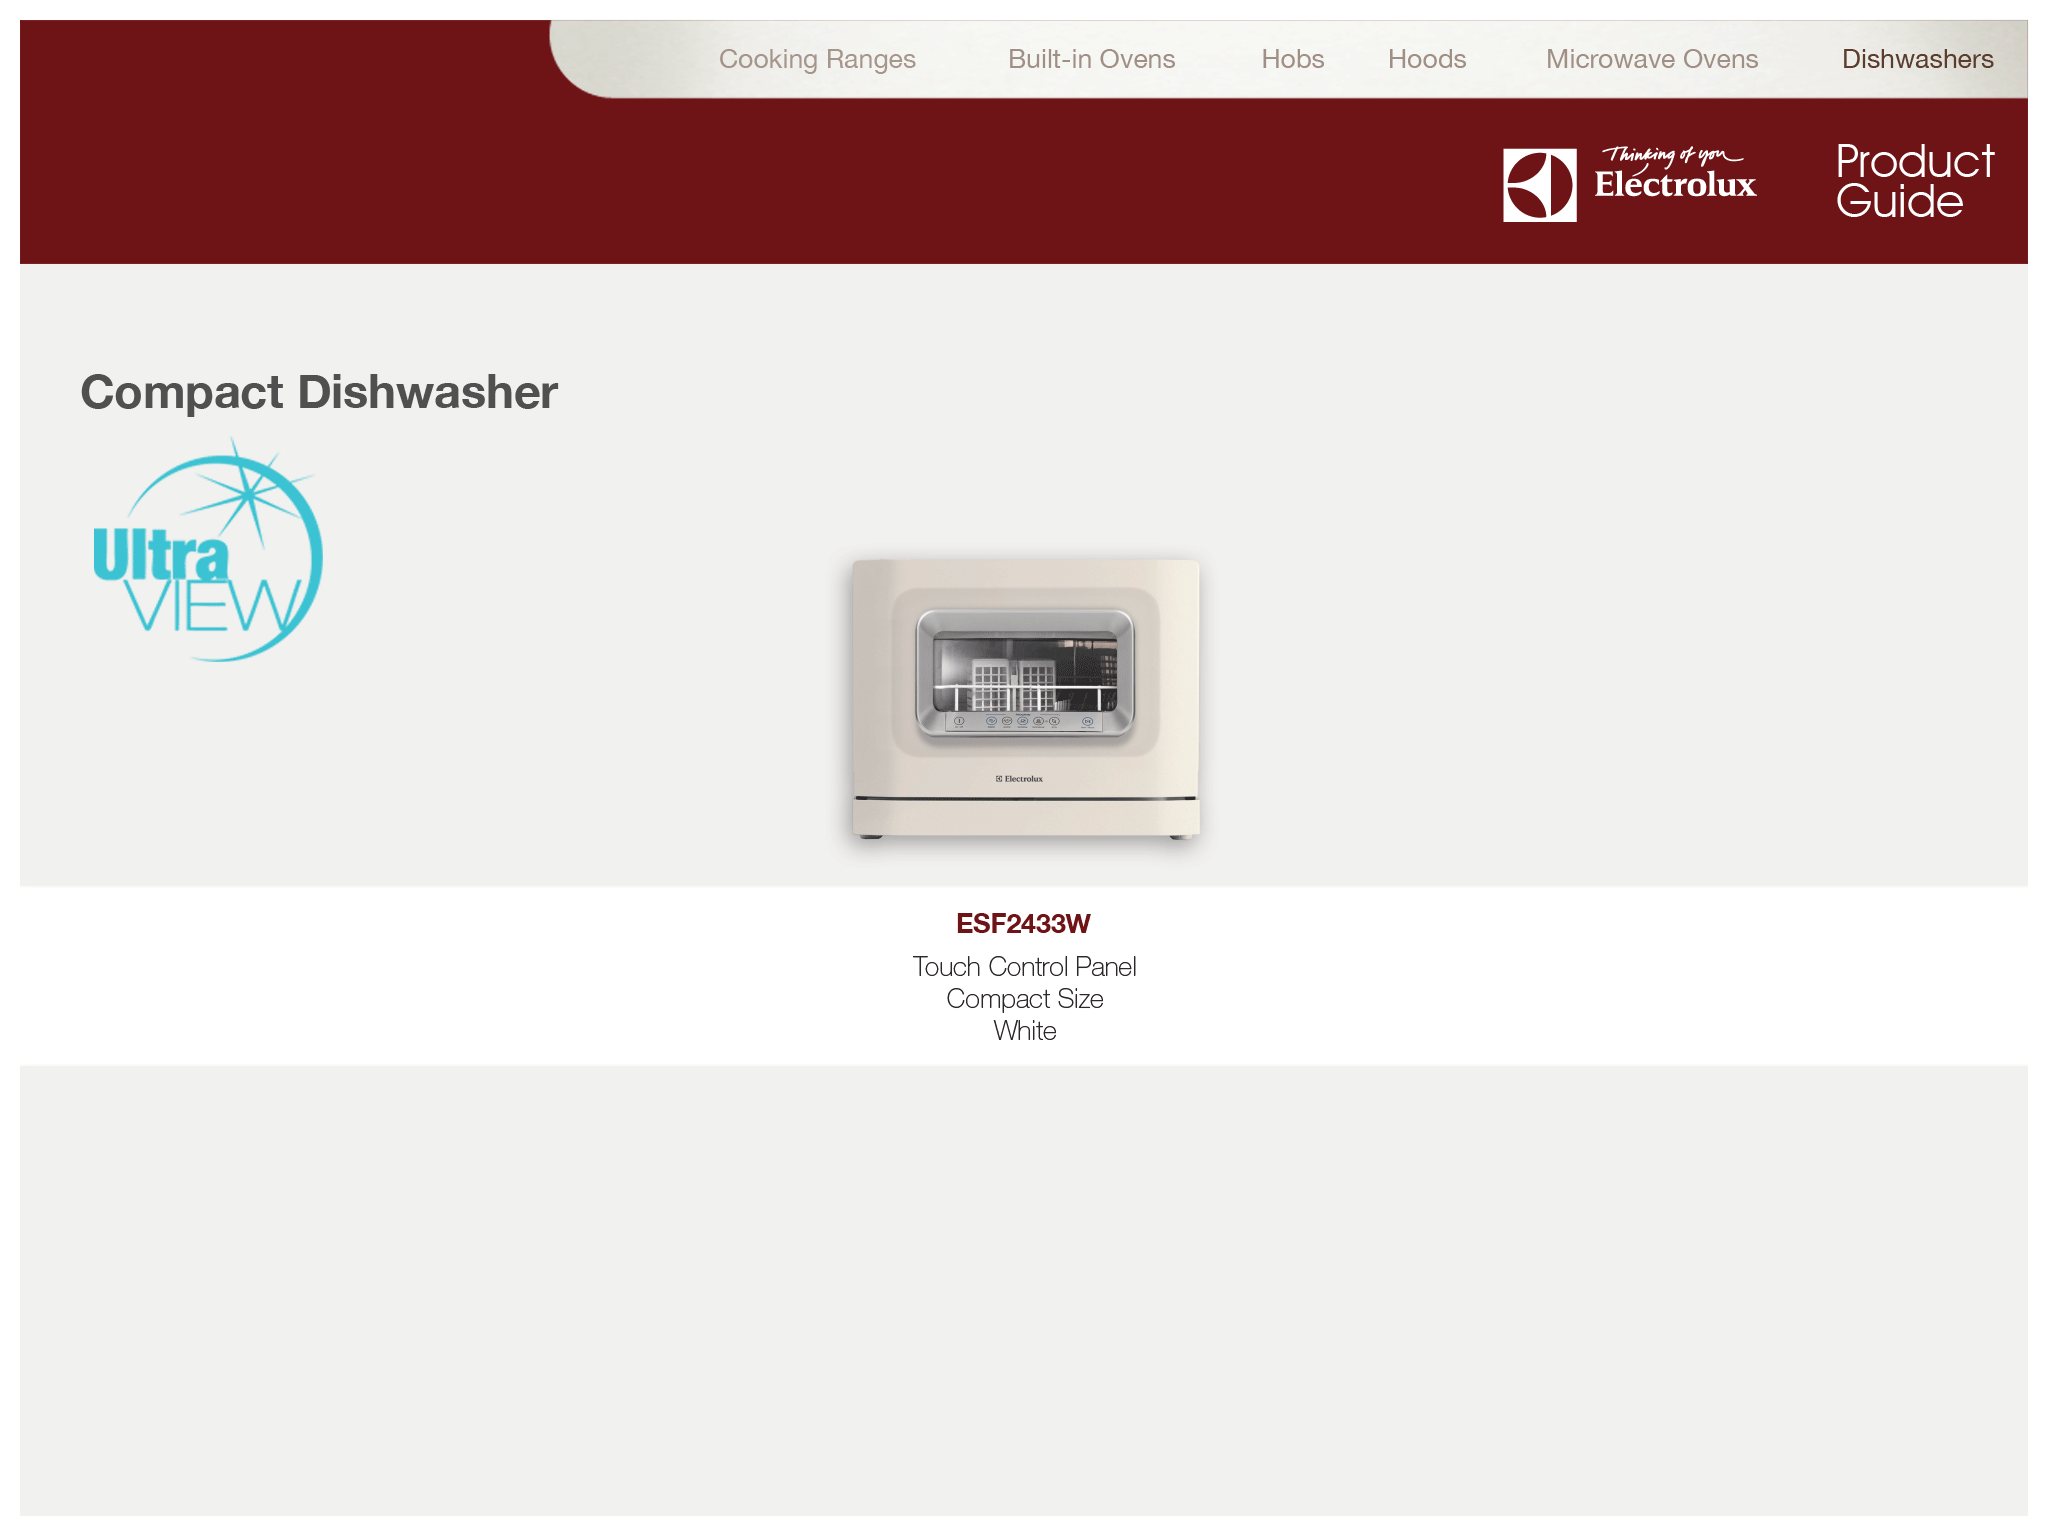 Cooking Ranges Built-in Ovens Hobs Hoods Microwave Ovens Dishwashers
Thinking of you
Electrolux
Product
Guide
Compact Dishwasher
Ultra
VIEW
Electrolux
ESF2433W
Touch Control Panel
Compact Size
White